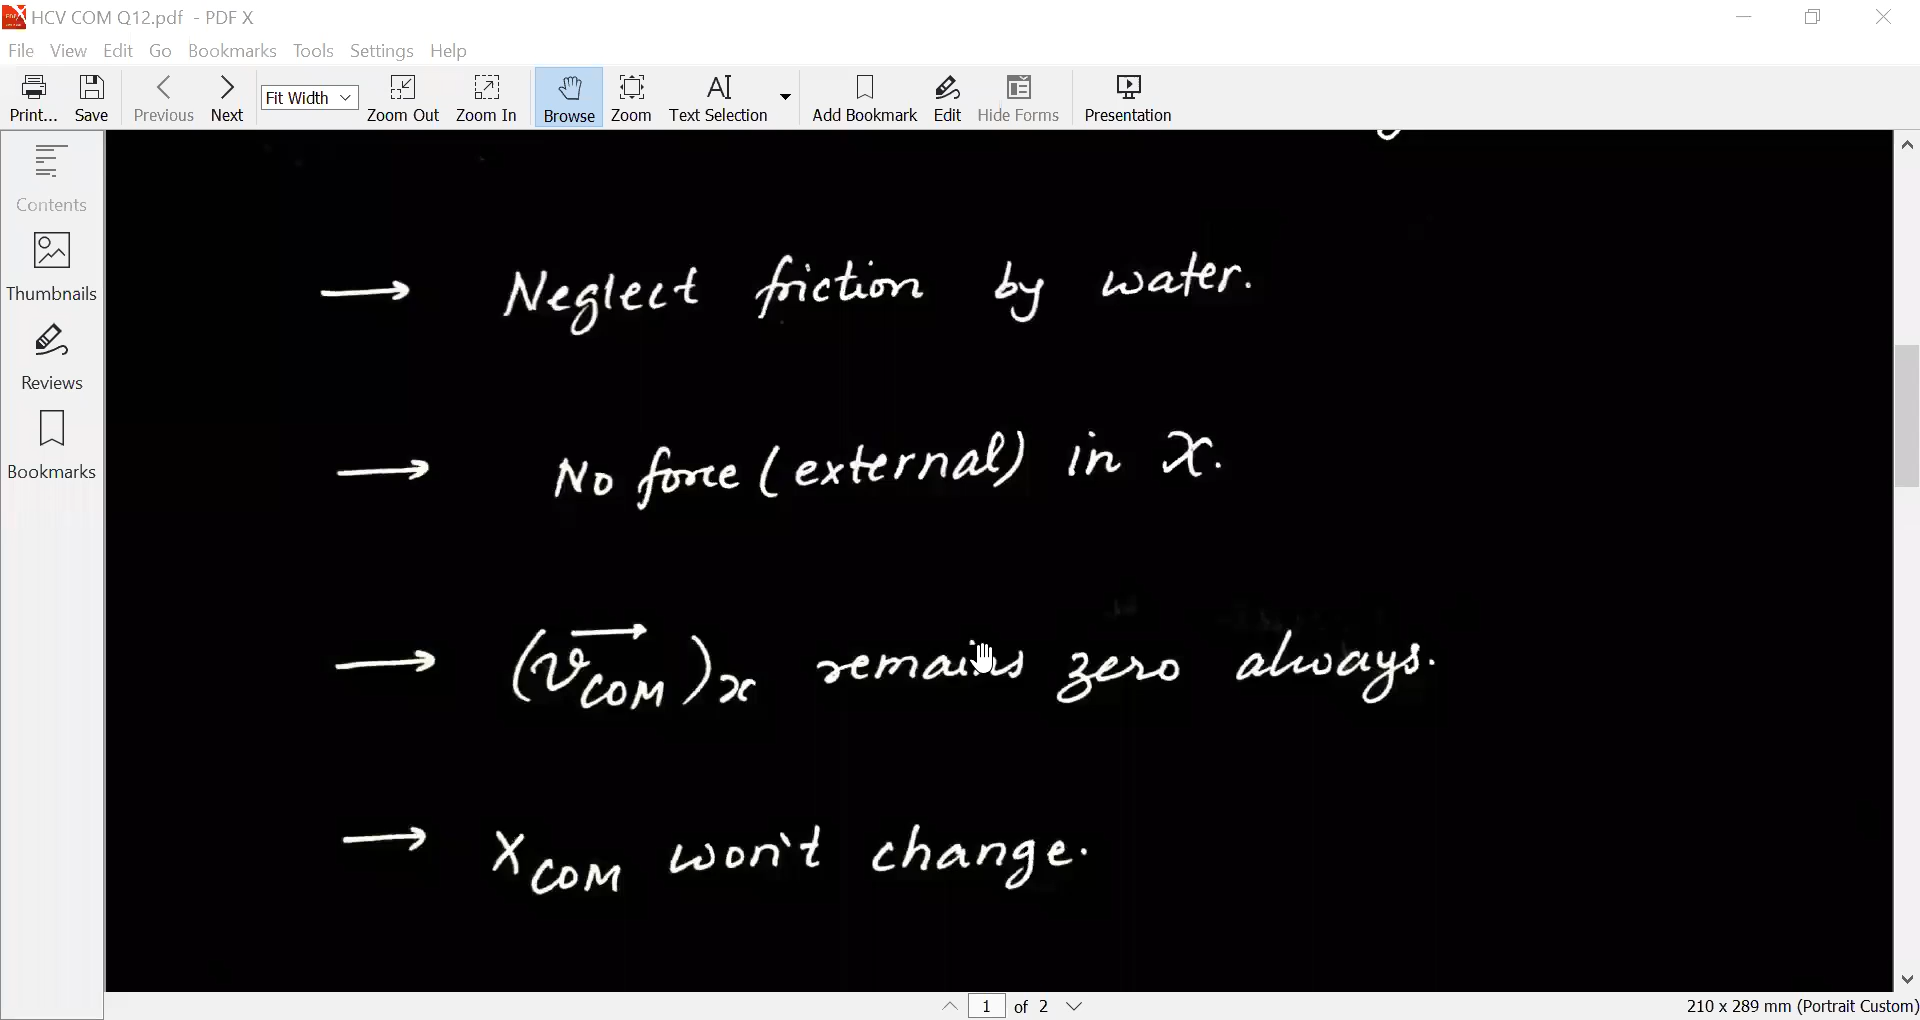 HCV COM Q12.pdf - PDF X
File View Edit Go Bookmarks Tools Settings Help
Print... Save Previous Next Fit Width Zoom Out Zoom In Browse Zoom Text Selection Add Bookmark Edit Hide Forms Presentation
Contents
Thumbnails
Reviews
Bookmarks
→ Neglect friction by water.
→ No force (external) in x.
→ (v⃗COM)x remains zero always.
→ XCOM won't change.
1 of 2
210 x 289 mm (Portrait Custom)